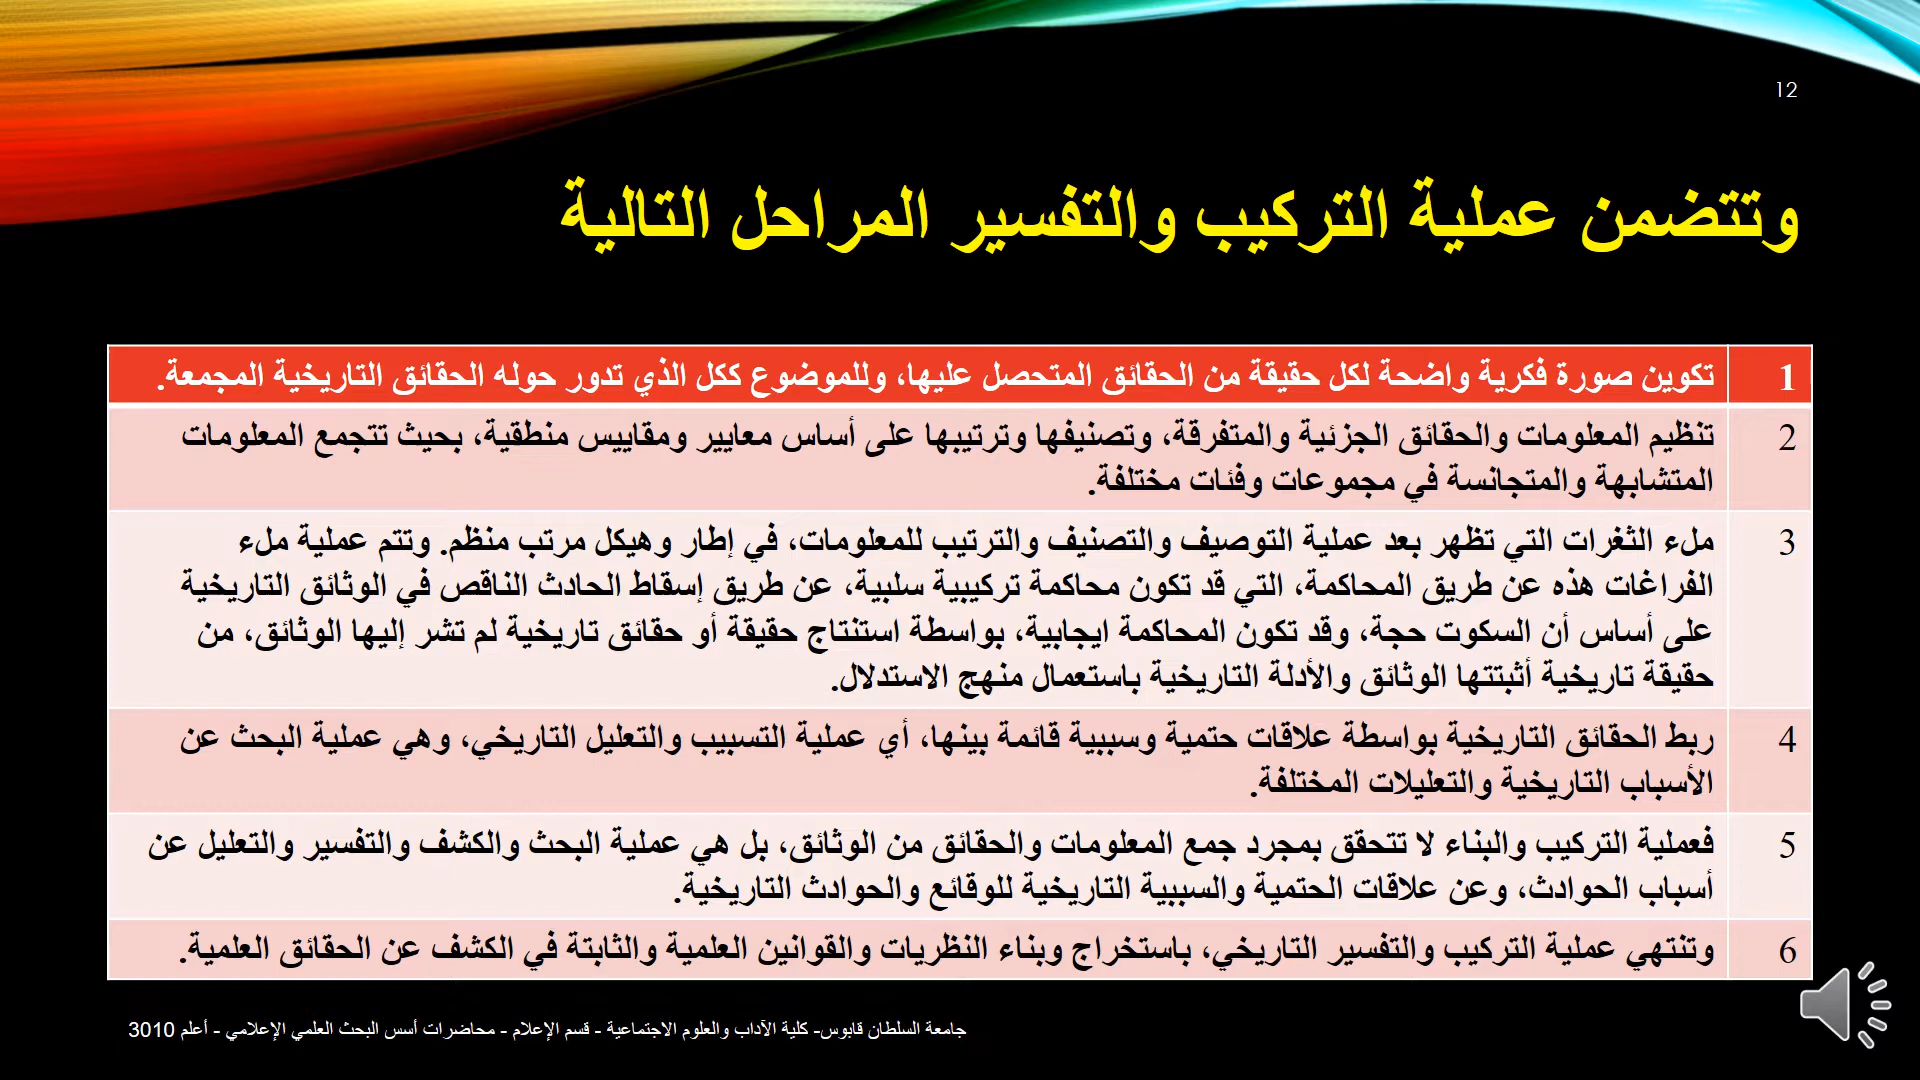 12
وتتضمن عملية التركيب والتفسير المراحل التالية
1 تكوين صورة فكرية واضحة لكل حقيقة من الحقائق المتحصل عليها، وللموضوع ككل الذي تدور حوله الحقائق التاريخية المجمعة.
2 تنظيم المعلومات والحقائق الجزئية والمتفرقة، وتصنيفها وترتيبها على أساس معايير ومقاييس منطقية، بحيث تتجمع المعلومات
المتشابهة والمتجانسة في مجموعات وفئات مختلفة.
3 ملء الثغرات التي تظهر بعد عملية التوصيف والتصنيف والترتيب للمعلومات، في إطار وهيكل مرتب منظم. وتتم عملية ملء
الفراغات هذه عن طريق المحاكمة، التي قد تكون محاكمة تركيبية سلبية، عن طريق إسقاط الحادث الناقص في الوثائق التاريخية
على أساس أن السكوت حجة، وقد تكون المحاكمة ايجابية، بواسطة استنتاج حقيقة أو حقائق تاريخية لم تشر إليها الوثائق، من
حقيقة تاريخية أثبتتها الوثائق والأدلة التاريخية باستعمال منهج الاستدلال.
4 ربط الحقائق التاريخية بواسطة علاقات حتمية وسببية قائمة بينها، أي عملية التسبيب والتعليل التاريخي، وهي عملية البحث عن
الأسباب التاريخية والتعليلات المختلفة.
5 فعملية التركيب والبناء لا تتحقق بمجرد جمع المعلومات والحقائق من الوثائق، بل هي عملية البحث والكشف والتفسير والتعليل عن
أسباب الحوادث، وعن علاقات الحتمية والسببية التاريخية للوقائع والحوادث التاريخية.
6 وتنتهي عملية التركيب والتفسير التاريخي، باستخراج وبناء النظريات والقوانين العلمية والثابتة في الكشف عن الحقائق العلمية.
جامعة السلطان قابوس- كلية الآداب والعلوم الاجتماعية - قسم الإعلام - محاضرات أسس البحث العلمي الإعلامي - أعلم 3010